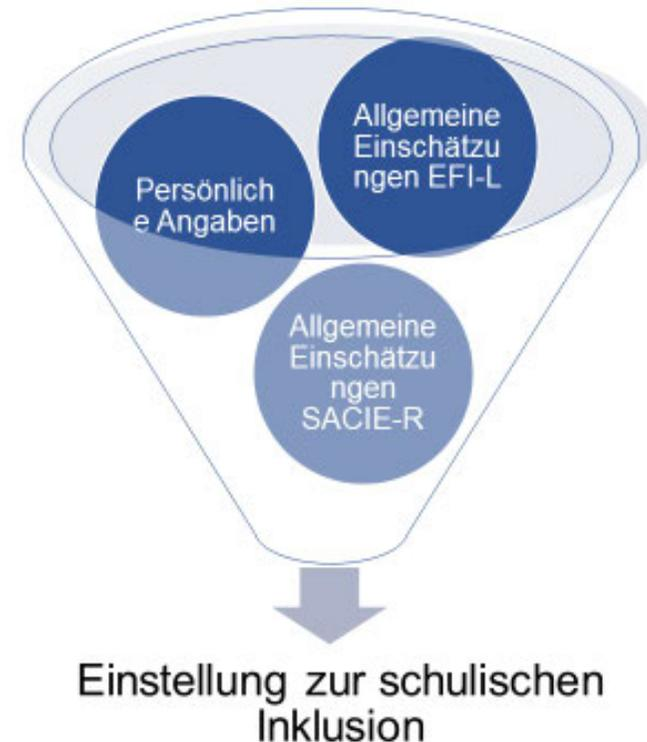 Persönlich
e Angaben
Allgemeine
Einschätzu
ngen EFI-L
Allgemeine
Einschätzu
ngen
SACIE-R
Einstellung zur schulischen
Inklusion